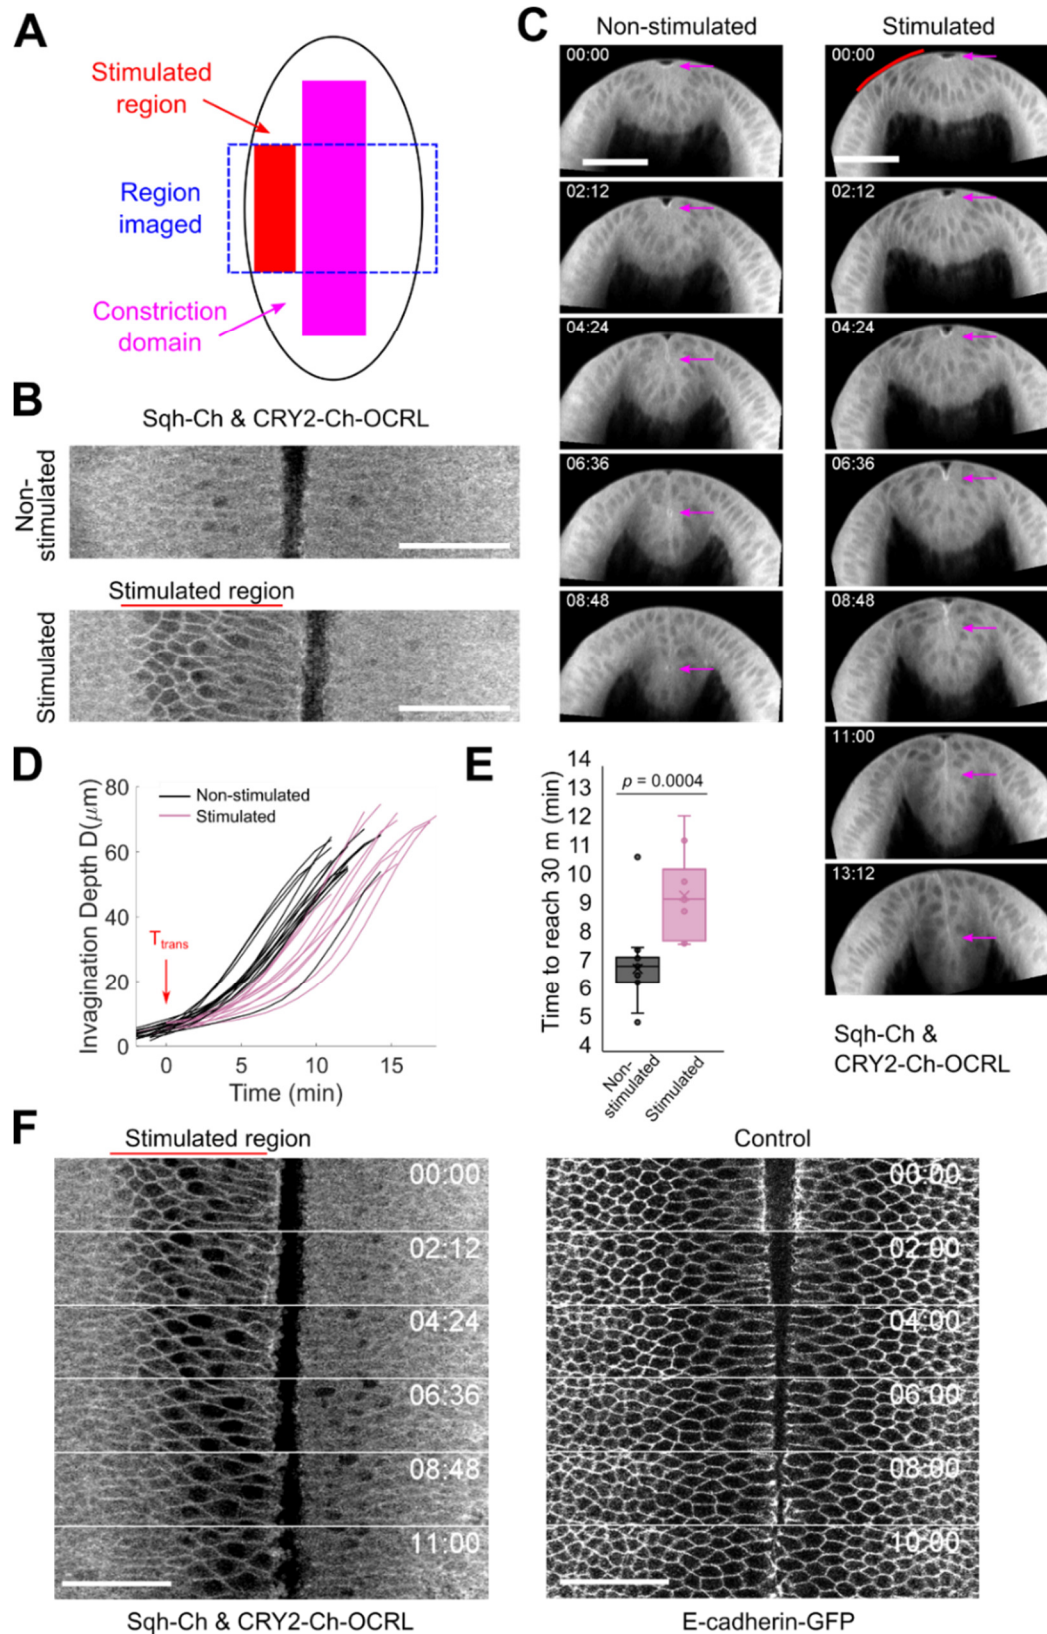 A
Stimulated
region
Region
imaged
Constriction
domain
B
Sqh-Ch & CRY2-Ch-OCRL
Non-
stimulated
Stimulated region
Stimulated
C
Non-stimulated
Stimulated
00:00
00:00
02:12
02:12
04:24
04:24
06:36
06:36
08:48
08:48
11:00
13:12
Sqh-Ch &
CRY2-Ch-OCRL
D
Invagination Depth D(μm)
80
60
40
20
0
Non-stimulated
Stimulated
Ttrans
0
5
10
15
Time (min)
E
Time to reach 30 m (min)
14
13
12
11
10
9
8
7
6
5
4
p = 0.0004
Non-
stimulated
Stimulated
F
Stimulated region
00:00
02:12
04:24
06:36
08:48
11:00
Sqh-Ch & CRY2-Ch-OCRL
Control
00:00
02:00
04:00
06:00
08:00
10:00
E-cadherin-GFP